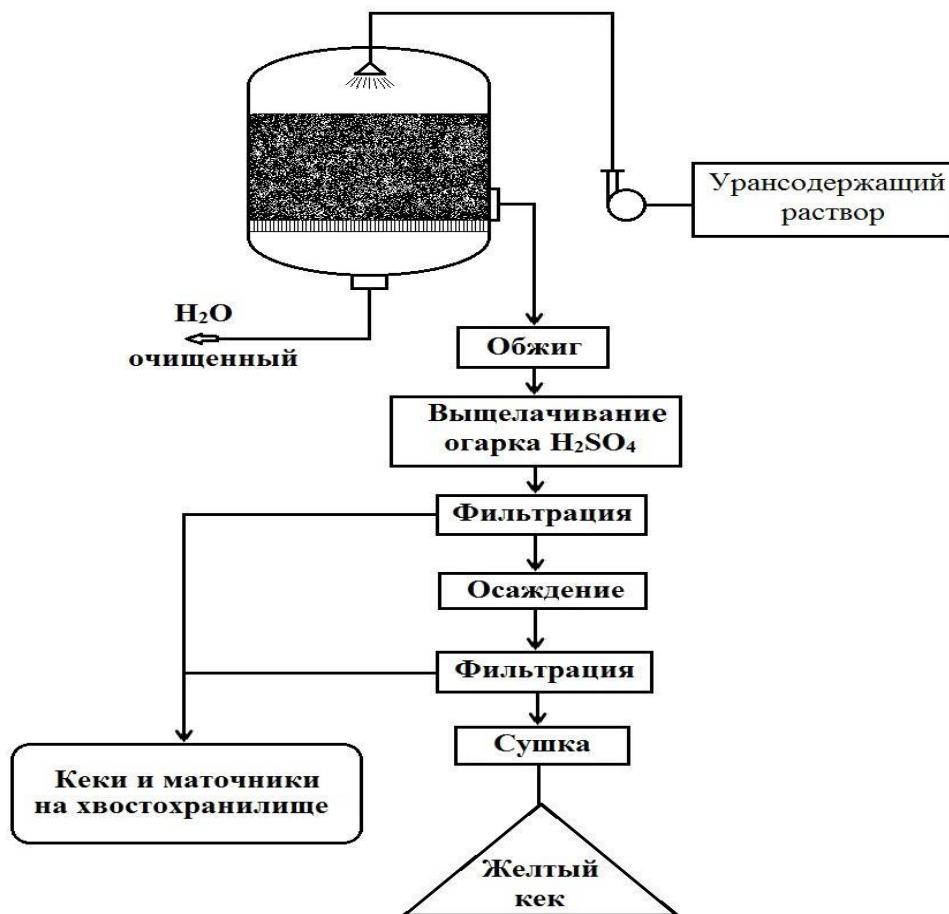 Урансодержащий
раствор
H₂O
очищенный
Обжиг
Выщелачивание
огарка H₂SO₄
Фильтрация
Осаждение
Фильтрация
Сушка
Кеки и маточники
на хвостохранилище
Желтый
кек